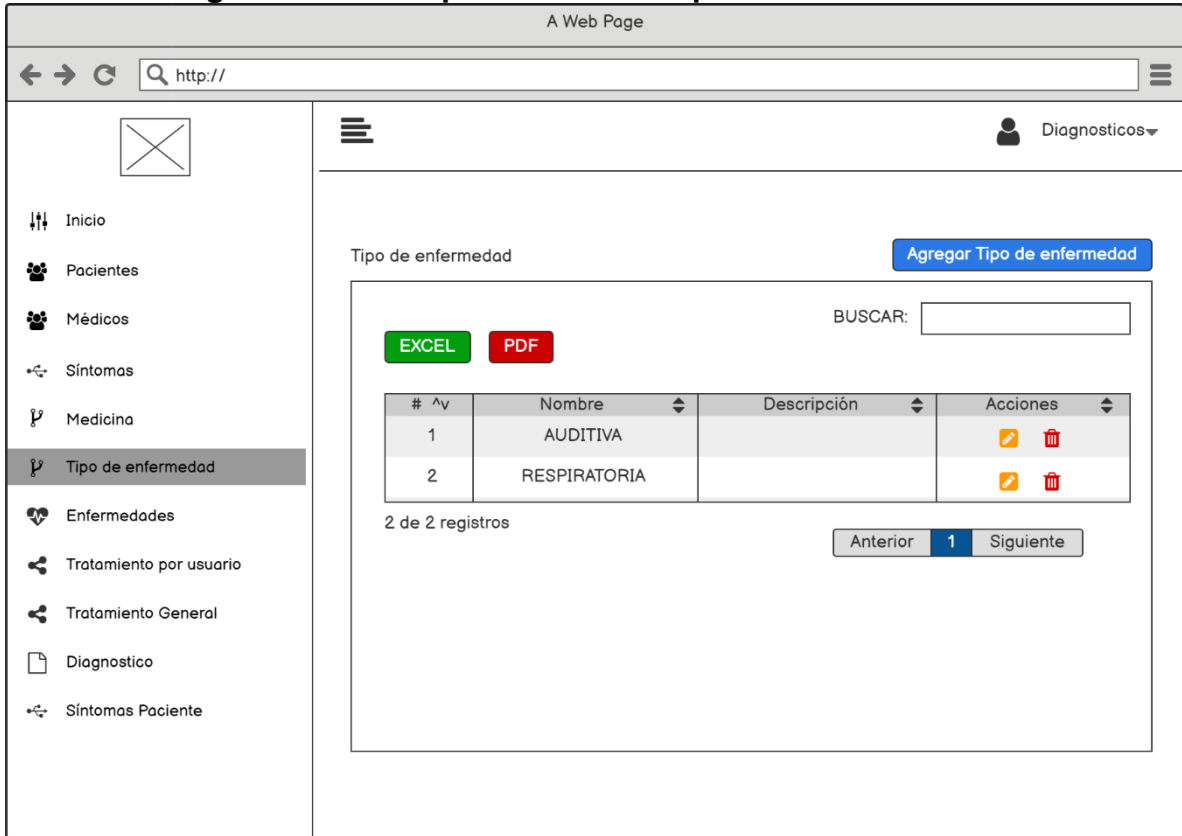 A Web Page
http://
Diagnosticos
Inicio
Pacientes
Médicos
Síntomas
Medicina
Tipo de enfermedad
Enfermedades
Tratamiento por usuario
Tratamiento General
Diagnostico
Síntomas Paciente
Tipo de enfermedad
Agregar Tipo de enfermedad
BUSCAR:
EXCEL PDF
# ^v Nombre Descripción Acciones
1 AUDITIVA
2 RESPIRATORIA
2 de 2 registros
Anterior 1 Siguiente